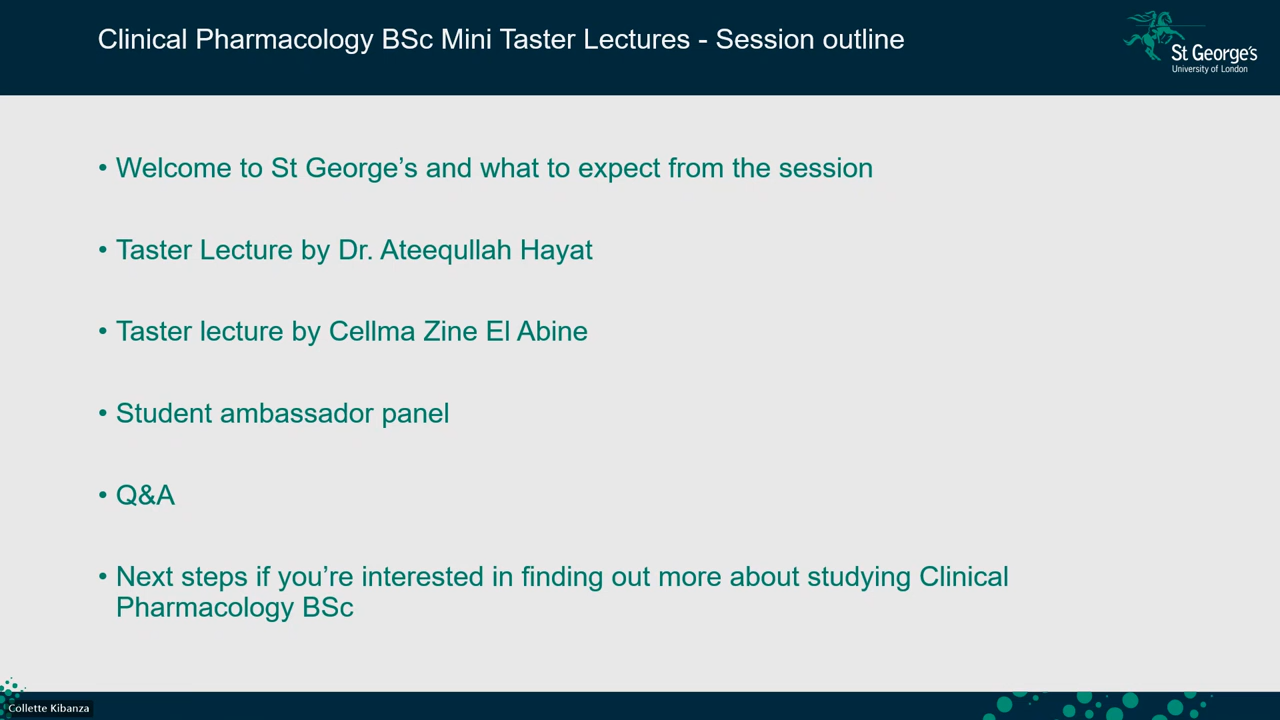 Clinical Pharmacology BSc Mini Taster Lectures - Session outline
St George's
University of London
• Welcome to St George’s and what to expect from the session
• Taster Lecture by Dr. Ateequllah Hayat
• Taster lecture by Cellma Zine El Abine
• Student ambassador panel
• Q&A
• Next steps if you’re interested in finding out more about studying Clinical
Pharmacology BSc
Collette Kibanza